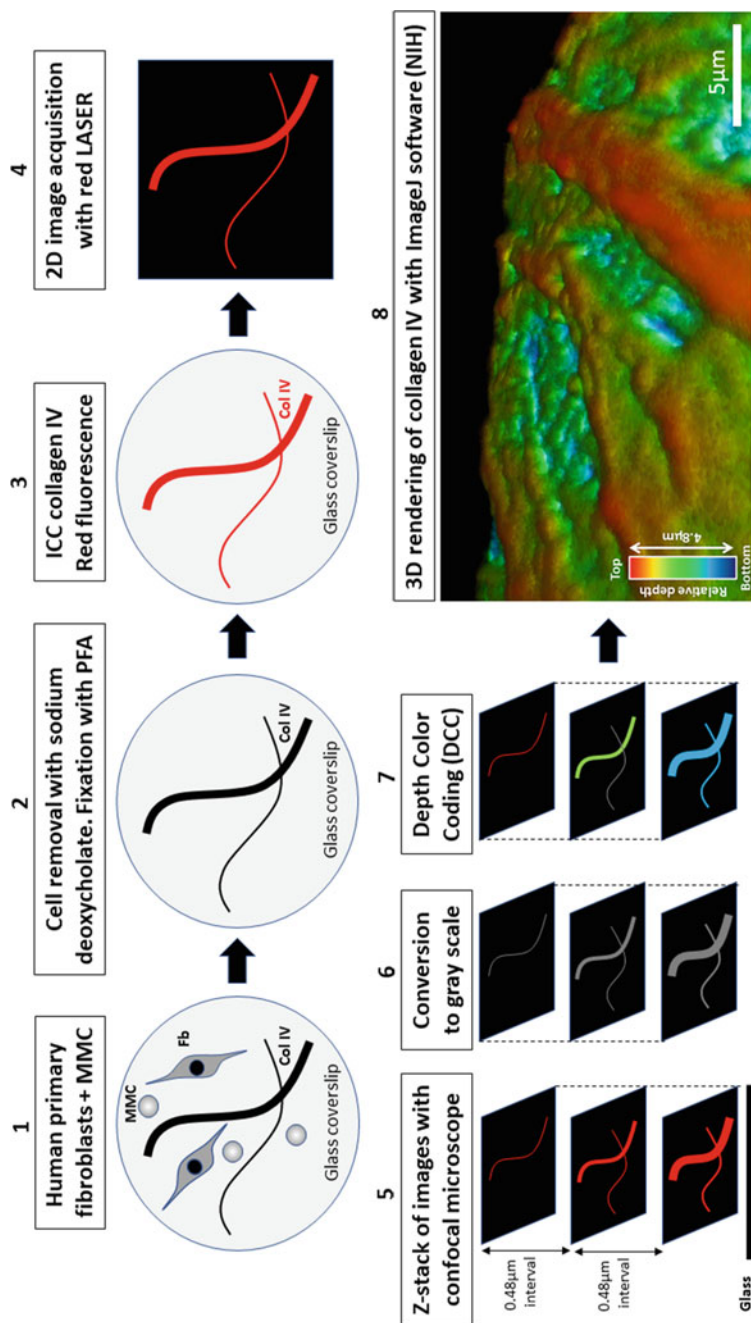 1
Human primary
fibroblasts + MMC
MMC
Fb
Col IV
Glass coverslip
2
Cell removal with sodium
deoxycholate. Fixation with PFA
Col IV
Glass coverslip
3
ICC collagen IV
Red fluorescence
Col IV
Glass coverslip
4
2D image acquisition
with red LASER
5
Z-stack of images with
confocal microscope
0.48µm
interval
0.48µm
interval
Glass
6
Conversion
to gray scale
7
Depth Color
Coding (DCC)
8
3D rendering of collagen IV with ImageJ software (NIH)
Top
Relative depth
Bottom
4.8µm
5µm